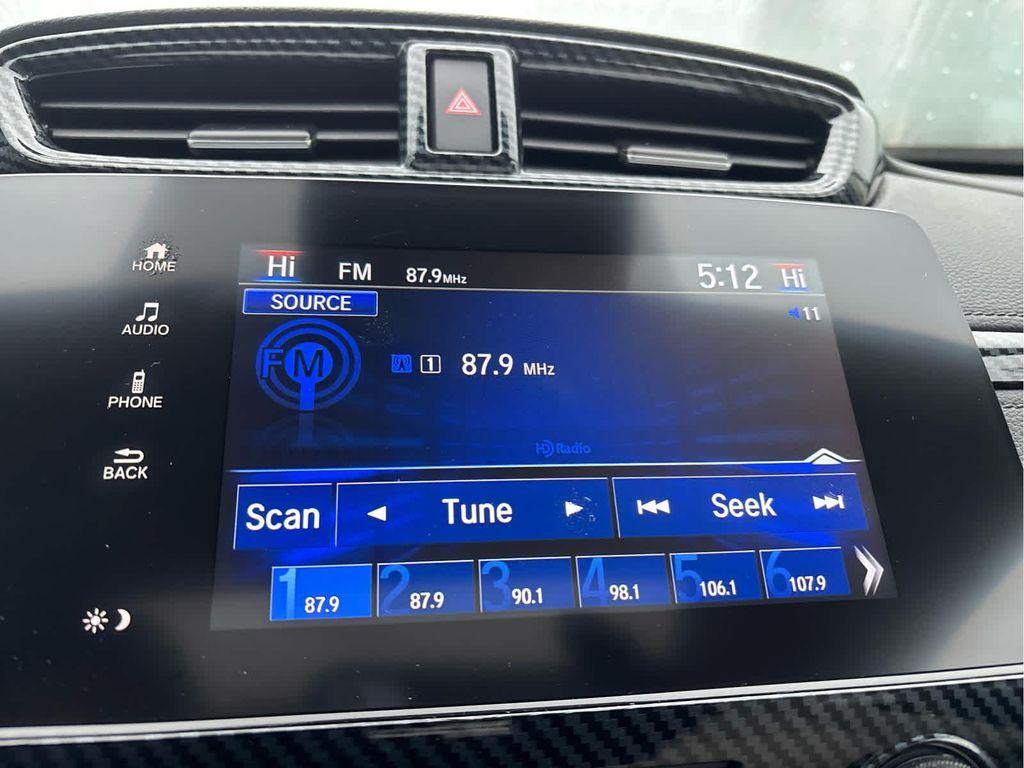 HOME
AUDIO
PHONE
BACK
Hi FM 87.9MHz 5:12 Hi
SOURCE
11
FM
1 87.9 MHz
HD Radio
Scan Tune Seek
1 87.9 2 87.9 3 90.1 4 98.1 5 106.1 6 107.9